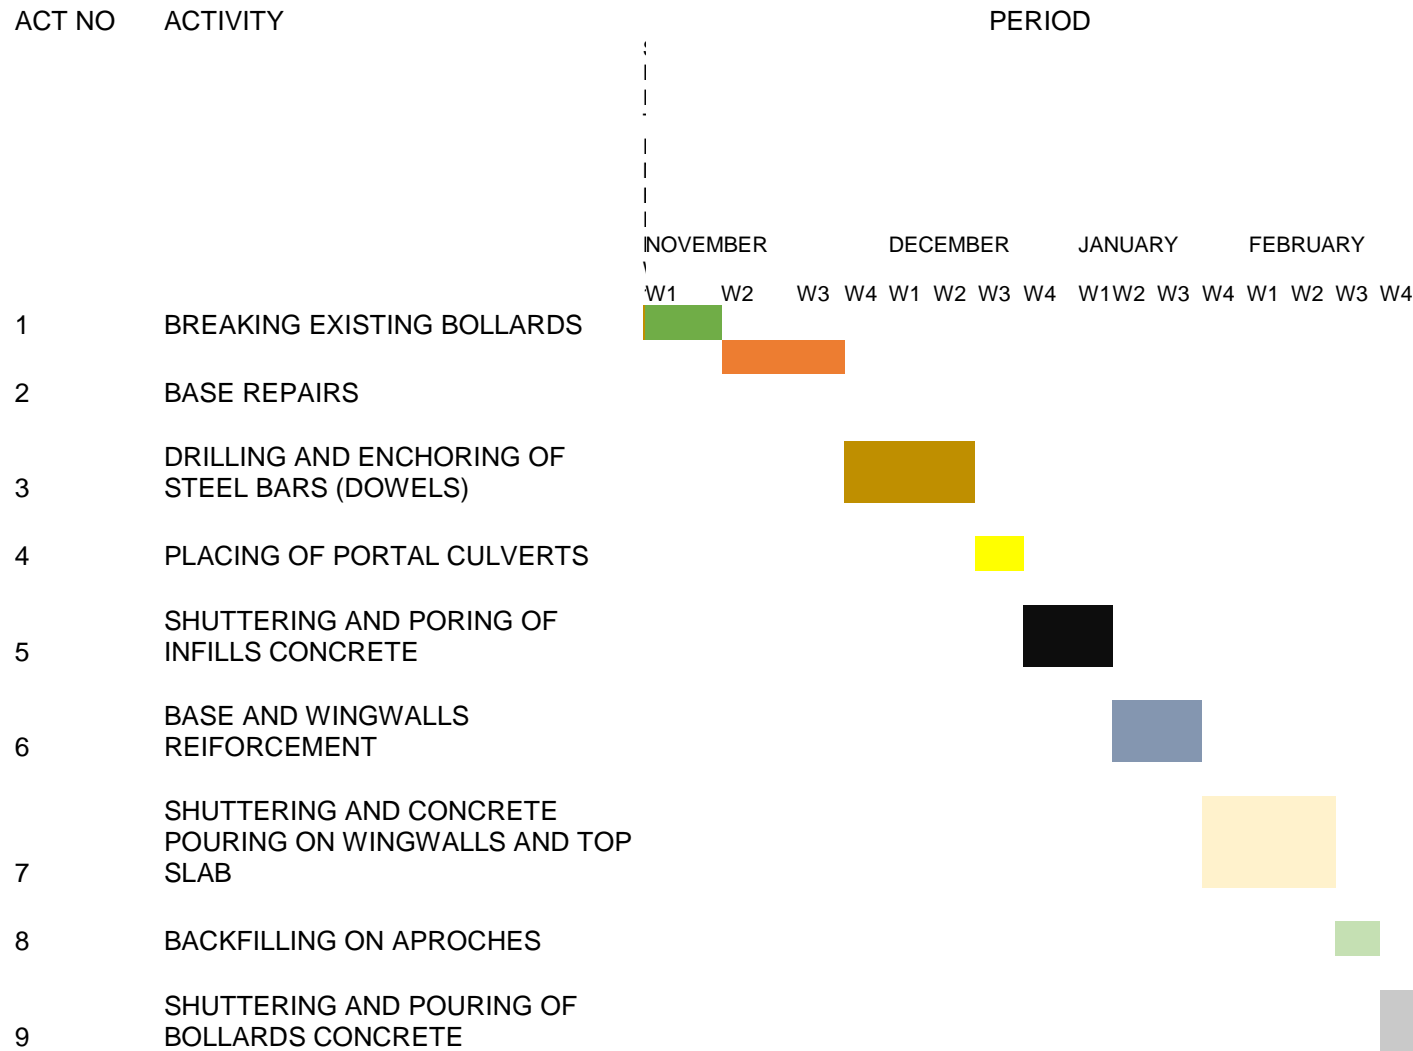 ACT NO ACTIVITY PERIOD
NOVEMBER DECEMBER JANUARY FEBRUARY
W1 W2 W3 W4 W1 W2 W3 W4 W1 W2 W3 W4 W1 W2 W3 W4
1 BREAKING EXISTING BOLLARDS
2 BASE REPAIRS
DRILLING AND ENCHORING OF
3 STEEL BARS (DOWELS)
4 PLACING OF PORTAL CULVERTS
SHUTTERING AND PORING OF
5 INFILLS CONCRETE
BASE AND WINGWALLS
6 REIFORCEMENT
SHUTTERING AND CONCRETE
POURING ON WINGWALLS AND TOP
7 SLAB
8 BACKFILLING ON APROCHES
SHUTTERING AND POURING OF
9 BOLLARDS CONCRETE